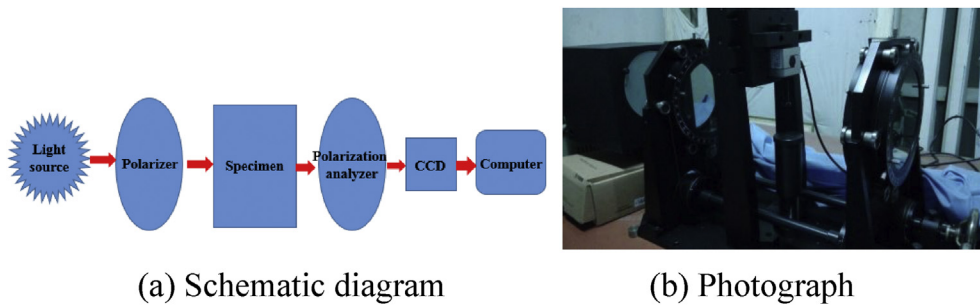 Light
source
Polarizer
Specimen
Polarization
analyzer
CCD
Computer
(a) Schematic diagram
(b) Photograph